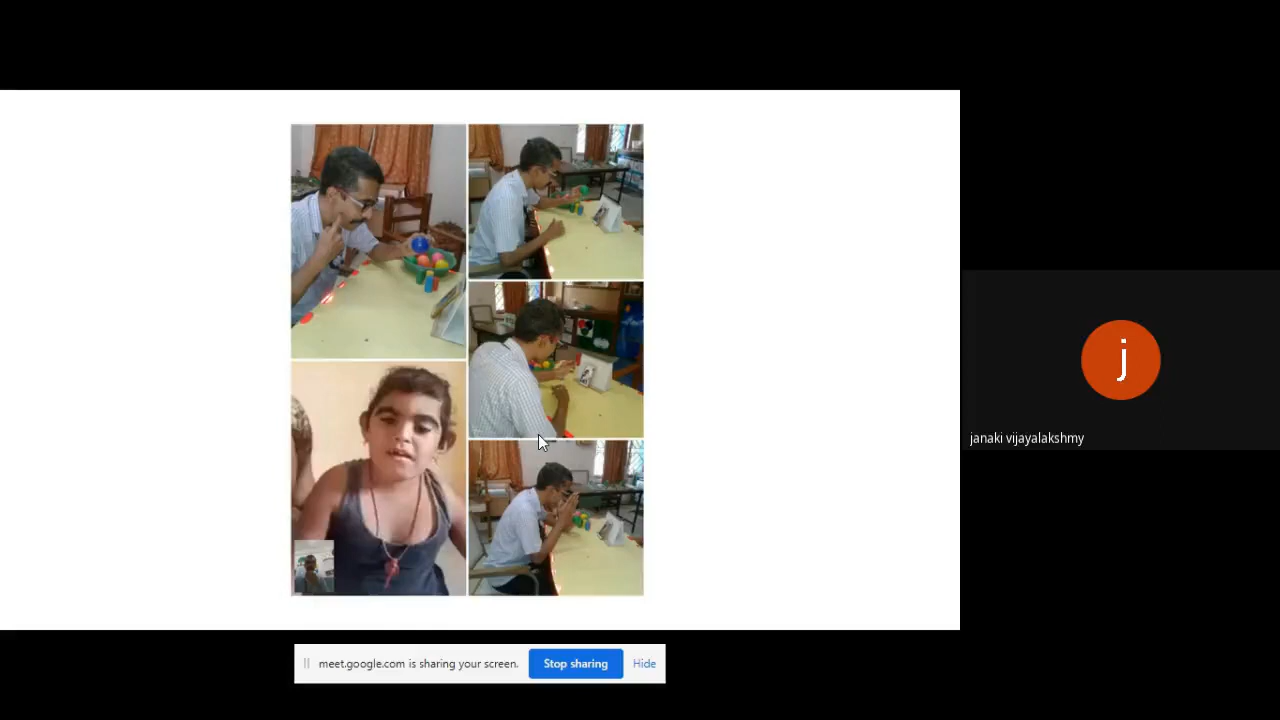 j
janaki vijayalakshmy
meet.google.com is sharing your screen.
Stop sharing
Hide